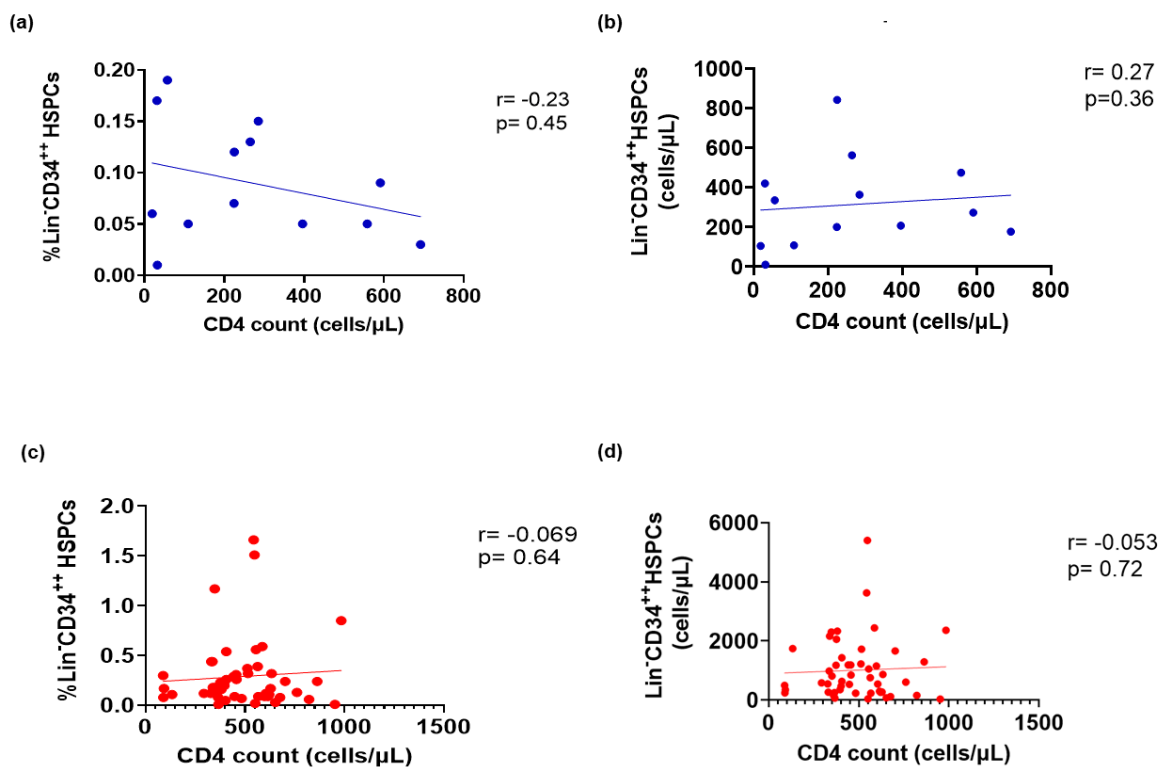 (a)
%Lin⁻CD34⁺⁺ HSPCs
0.20
0.15
0.10
0.05
0.00
0 200 400 600 800
CD4 count (cells/µL)
r= -0.23
p= 0.45
(b)
Lin⁻CD34⁺⁺HSPCs
(cells/µL)
1000
800
600
400
200
0
0 200 400 600 800
CD4 count (cells/µL)
r= 0.27
p=0.36
(c)
%Lin⁻CD34⁺⁺ HSPCs
2.0
1.5
1.0
0.5
0.0
0 500 1000 1500
CD4 count (cells/µL)
r= -0.069
p= 0.64
(d)
Lin⁻CD34⁺⁺HSPCs
(cells/µL)
6000
4000
2000
0
0 500 1000 1500
CD4 count (cells/µL)
r= -0.053
p= 0.72